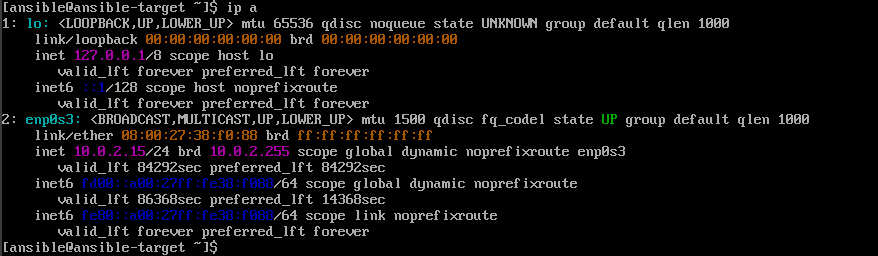 [ansible@ansible-target ~]$ ip a
1: lo: <LOOPBACK,UP,LOWER_UP> mtu 65536 qdisc noqueue state UNKNOWN group default qlen 1000
    link/loopback 00:00:00:00:00:00 brd 00:00:00:00:00:00
    inet 127.0.0.1/8 scope host lo
       valid_lft forever preferred_lft forever
    inet6 ::1/128 scope host noprefixroute
       valid_lft forever preferred_lft forever
2: enp0s3: <BROADCAST,MULTICAST,UP,LOWER_UP> mtu 1500 qdisc fq_codel state UP group default qlen 1000
    link/ether 08:00:27:38:f0:88 brd ff:ff:ff:ff:ff:ff
    inet 10.0.2.15/24 brd 10.0.2.255 scope global dynamic noprefixroute enp0s3
       valid_lft 84292sec preferred_lft 84292sec
    inet6 fd00::a00:27ff:fe38:f088/64 scope global dynamic noprefixroute
       valid_lft 86368sec preferred_lft 14368sec
    inet6 fe80::a00:27ff:fe38:f088/64 scope link noprefixroute
       valid_lft forever preferred_lft forever
[ansible@ansible-target ~]$